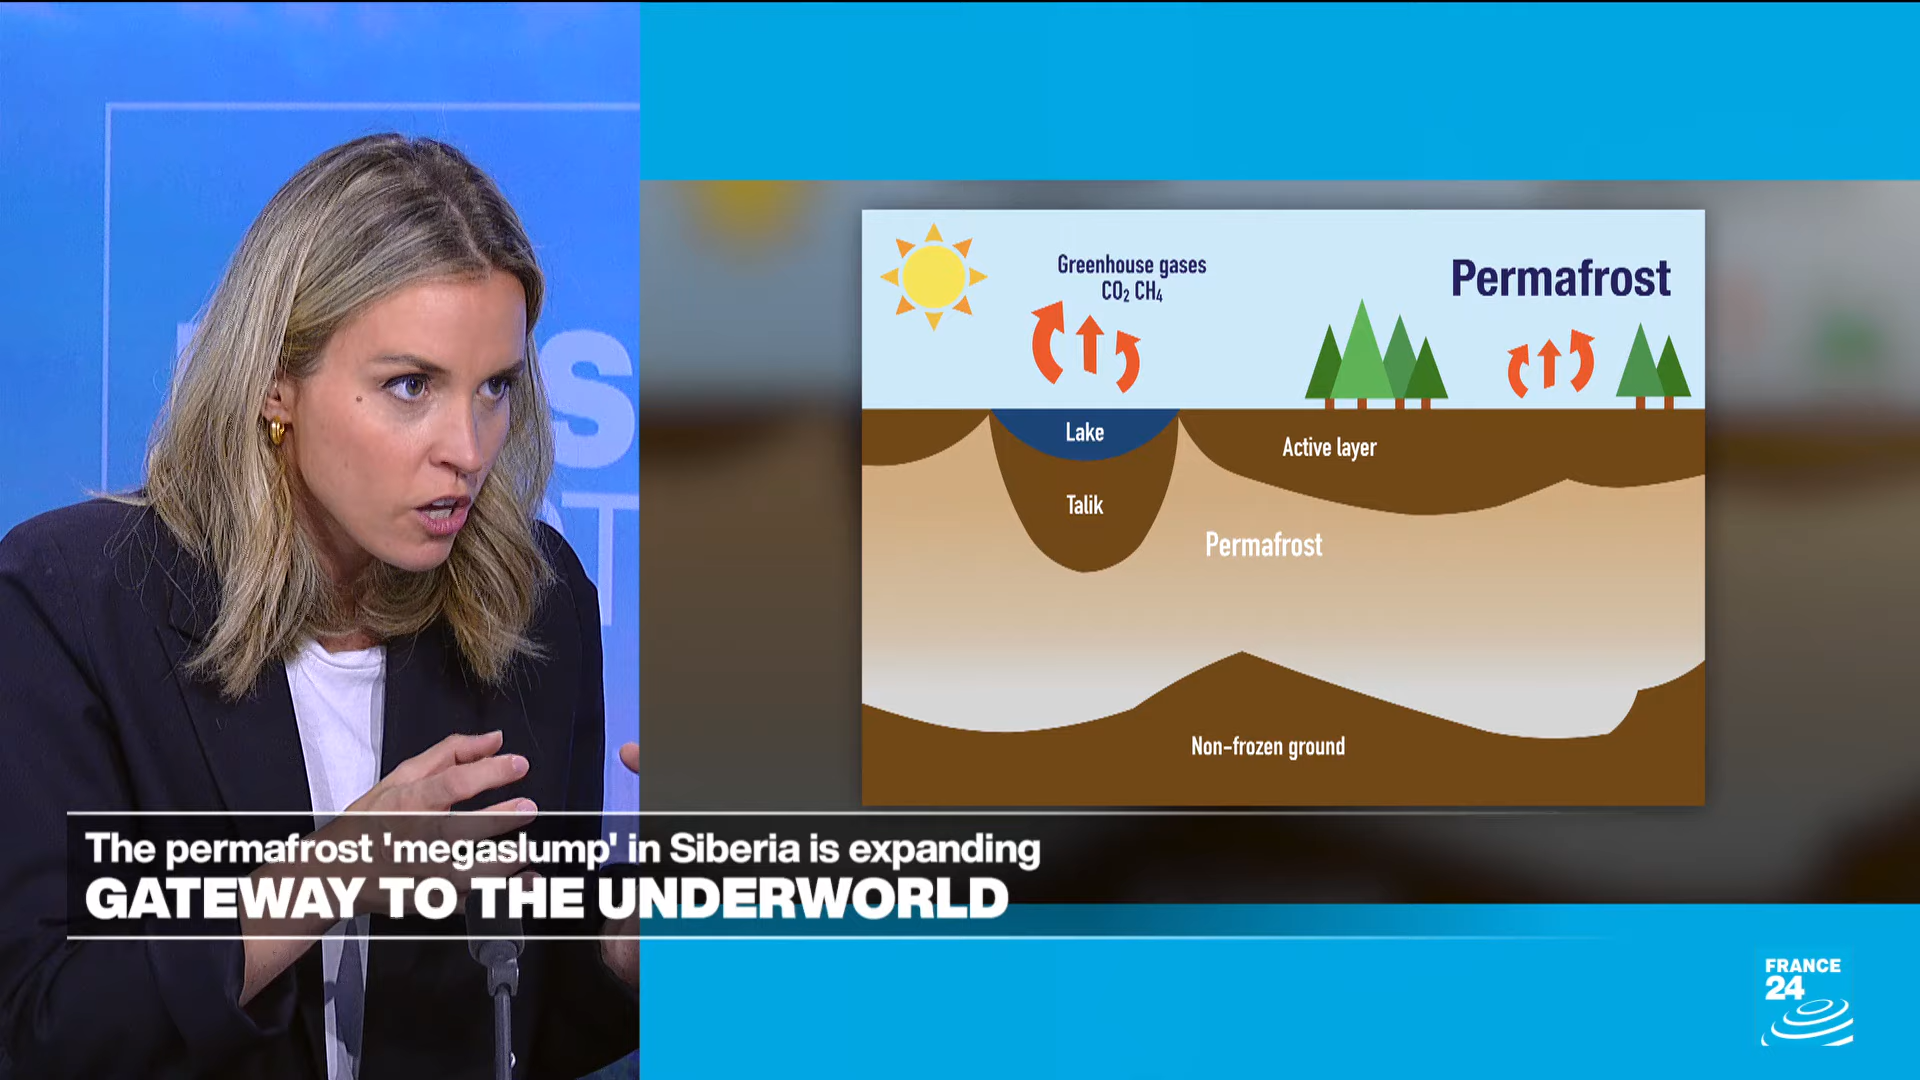 Greenhouse gases
CO₂ CH₄
Permafrost
Lake
Active layer
Talik
Permafrost
Non-frozen ground
The permafrost 'megaslump' in Siberia is expanding
GATEWAY TO THE UNDERWORLD
FRANCE
24